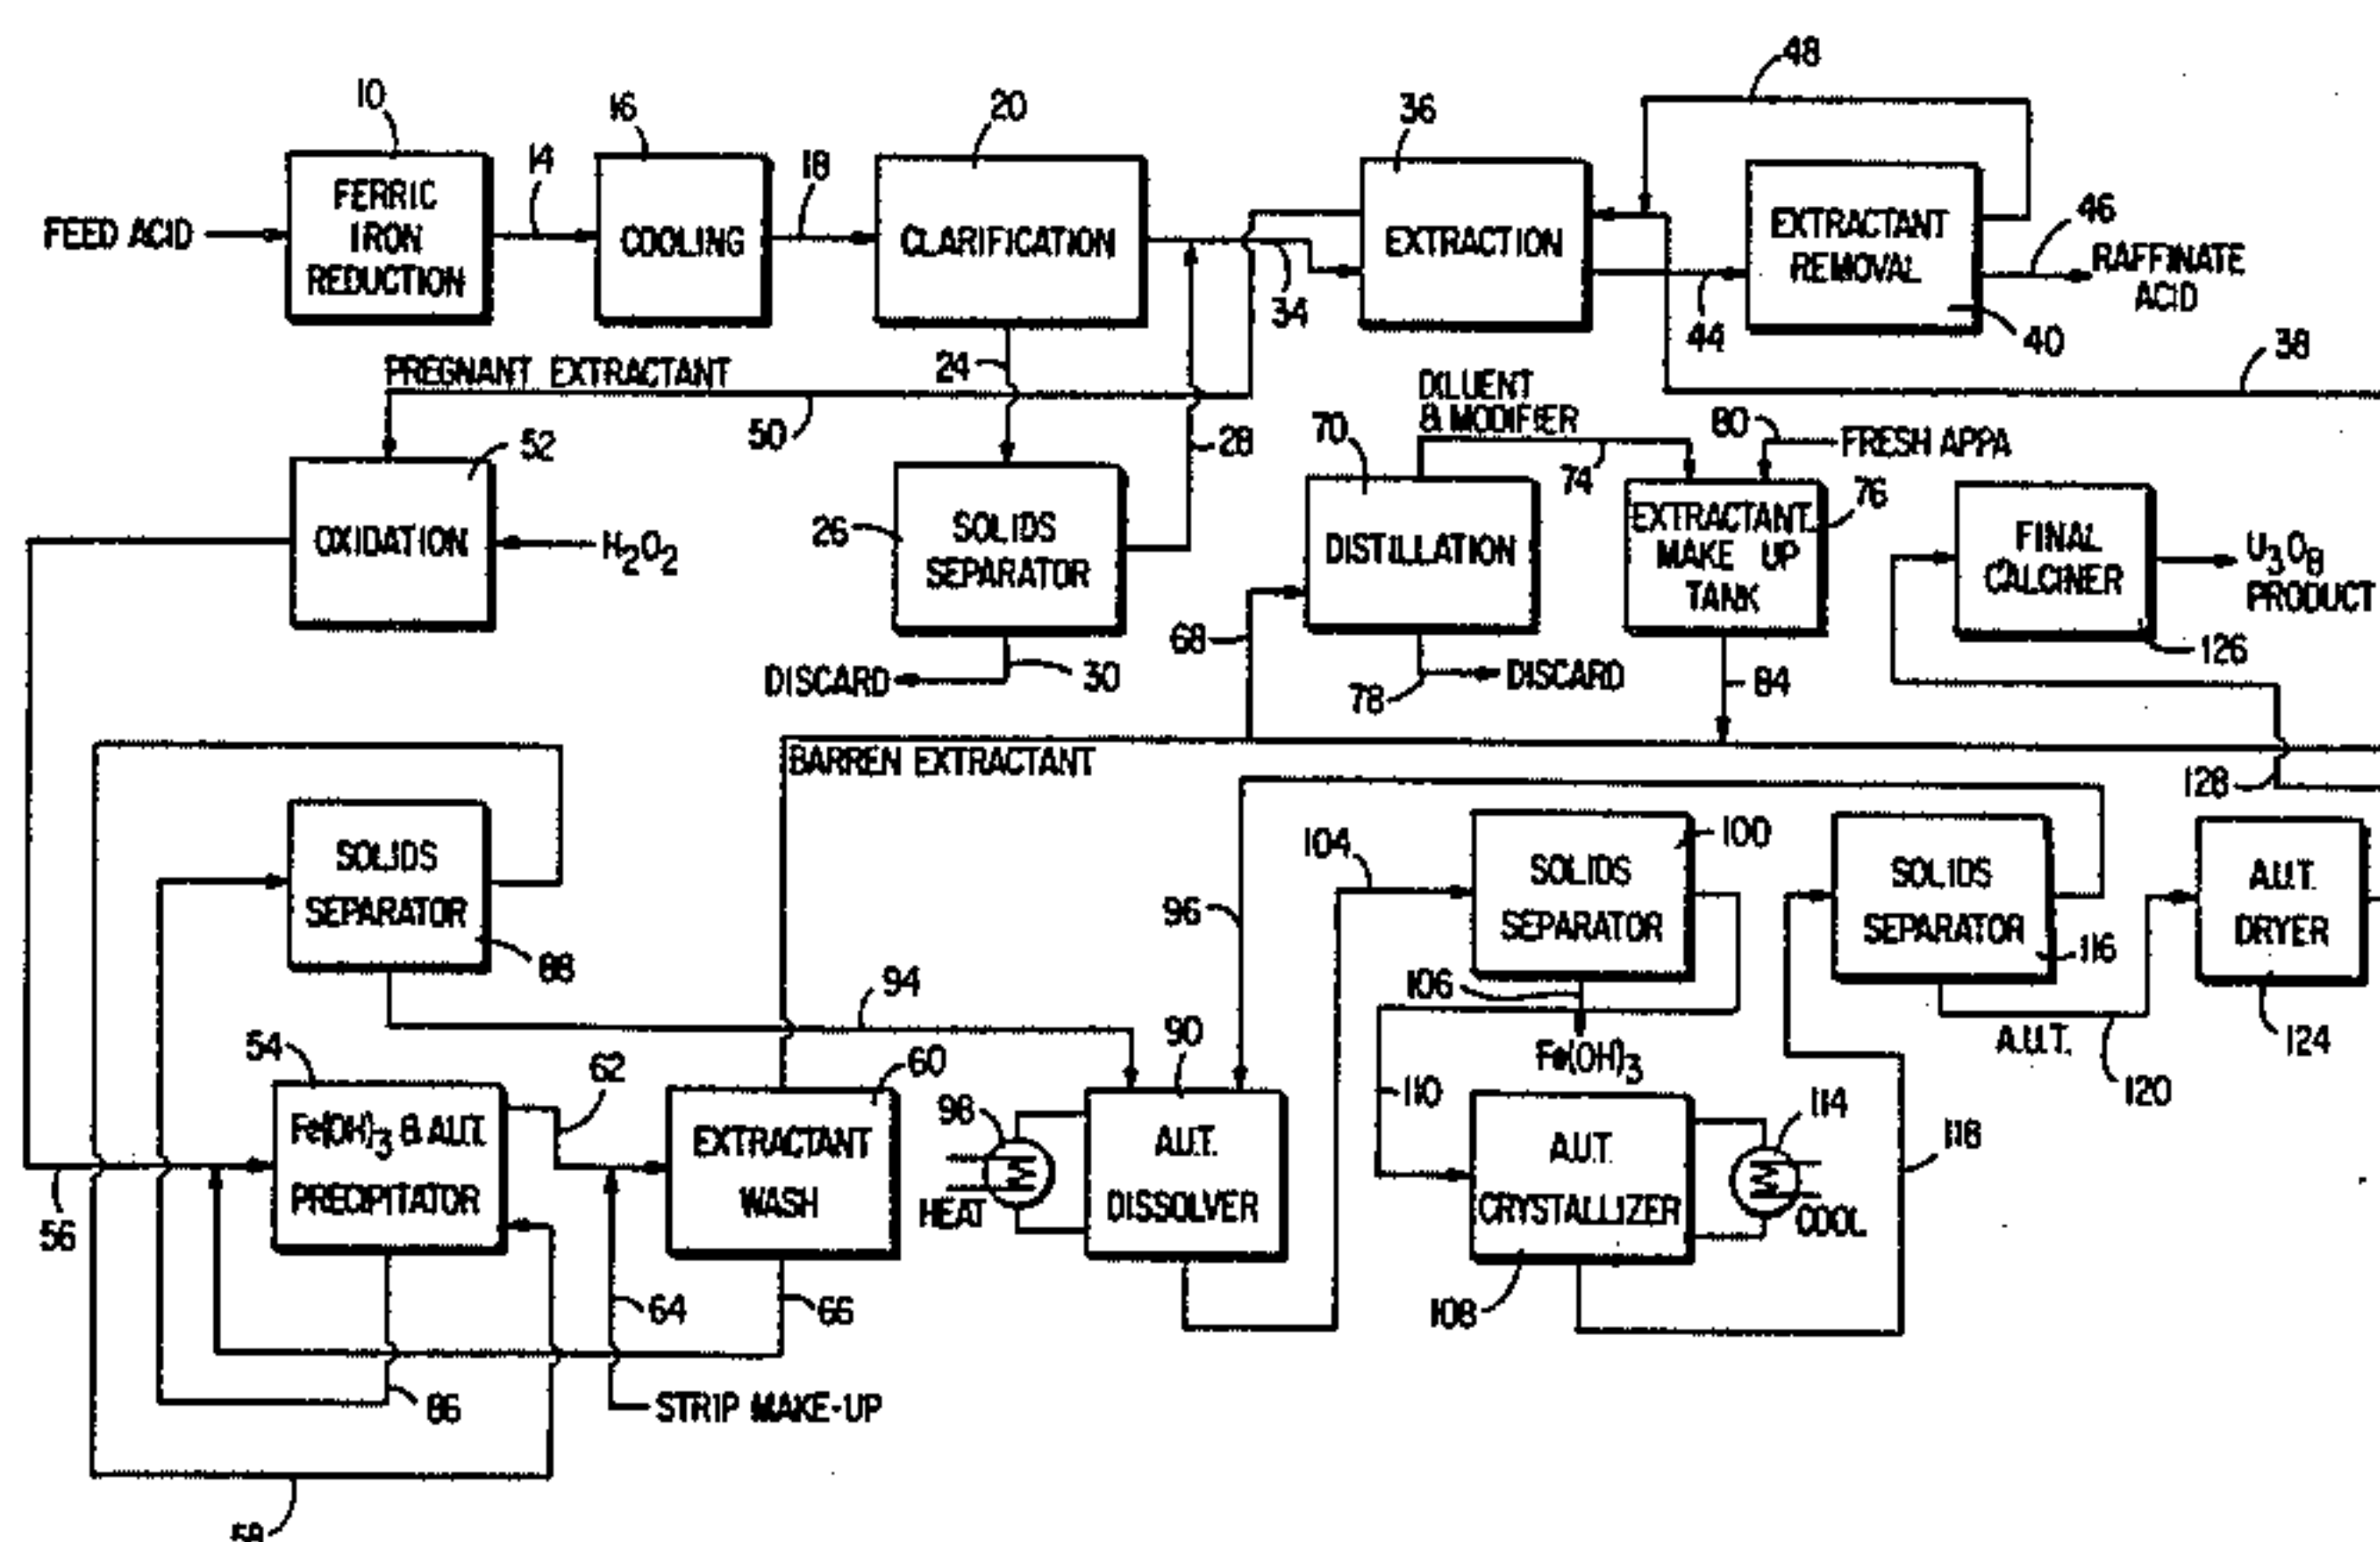 48
10
16
20
36
FERRIC
IRON
REDUCTION
14
COOLING
18
CLARIFICATION
EXTRACTION
EXTRACTANT
REMOVAL
46
FEED ACID
RAFFINATE
ACID
34
44
40
38
PREGNANT EXTRACTANT
24
50
28
DILUENT
& MODIFIER
70
74
80
FRESH APPA
52
OXIDATION
H2O2
26
SOLIDS
SEPARATOR
DISTILLATION
EXTRACTANT
MAKE UP
TANK
76
FINAL
CALCINER
U3O8
PRODUCT
126
68
DISCARD
30
78
DISCARD
84
BARREN EXTRACTANT
128
SOLIDS
SEPARATOR
88
104
SOLIDS
SEPARATOR
100
SOLIDS
SEPARATOR
116
A.U.T.
DRYER
124
96
94
106
Fe(OH)3
A.U.T.
120
54
Fe(OH)3 & A.U.T.
PRECIPITATOR
62
60
EXTRACTANT
WASH
98
HEAT
90
A.U.T.
DISSOLVER
110
A.U.T.
CRYSTALLIZER
114
COOL
118
56
64
66
108
86
STRIP MAKE-UP